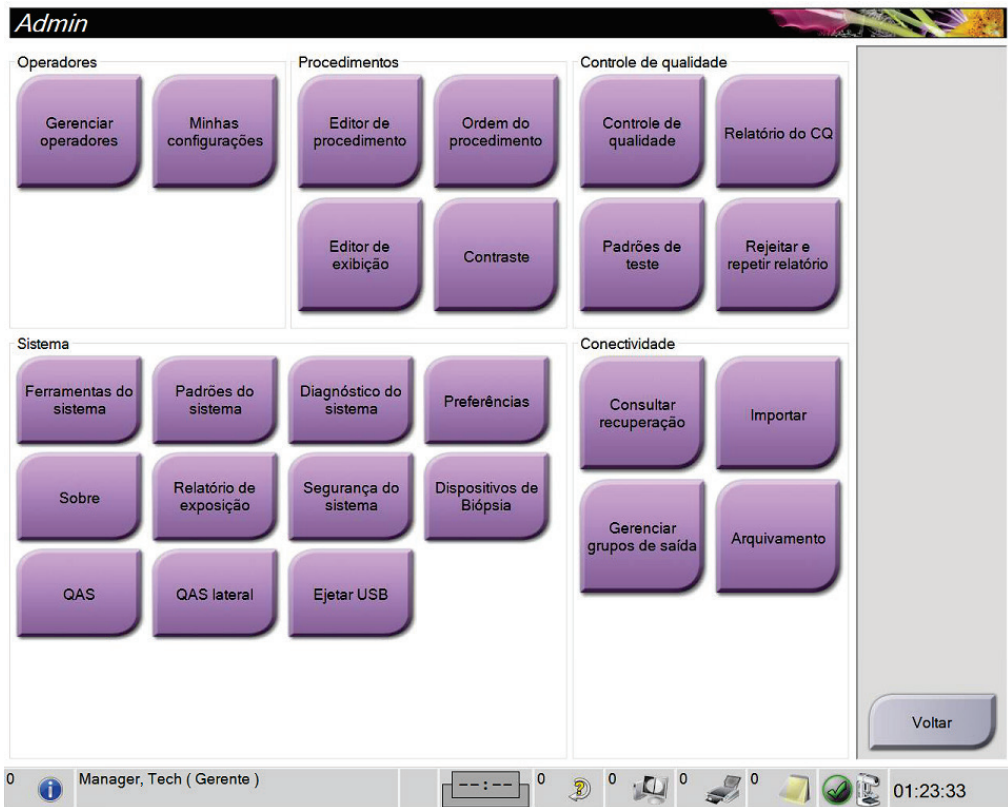 Admin
Operadores
Gerenciar
operadores
Minhas
configurações
Procedimentos
Editor de
procedimento
Ordem do
procedimento
Editor de
exibição
Contraste
Controle de qualidade
Controle de
qualidade
Relatório do CQ
Padrões de
teste
Rejeitar e
repetir relatório
Sistema
Ferramentas do
sistema
Padrões do
sistema
Diagnóstico do
sistema
Preferências
Sobre
Relatório de
exposição
Segurança do
sistema
Dispositivos de
Biópsia
QAS
QAS lateral
Ejetar USB
Conectividade
Consultar
recuperação
Importar
Gerenciar
grupos de saída
Arquivamento
Voltar
0
Manager, Tech ( Gerente )
--:--
0
0
0
0
01:23:33